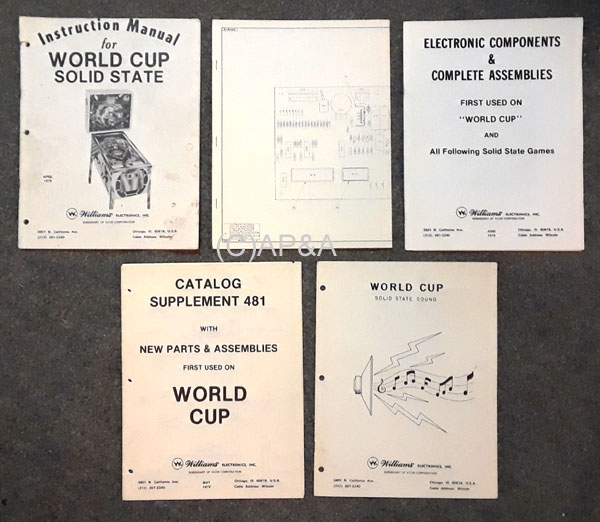 Instruction Manual
for
WORLD CUP
SOLID STATE
APRIL
1978
Williams ELECTRONICS, INC.
SUBSIDIARY OF XCOR CORPORATION
3401 N. California Ave.
(312) 267-2240
Chicago, Ill. 60618, U.S.A.
Cable Address: Wilcoin
ELECTRONIC COMPONENTS
&
COMPLETE ASSEMBLIES
FIRST USED ON
"WORLD CUP"
AND
All Following Solid State Games
Williams ELECTRONICS, INC.
SUBSIDIARY OF XCOR CORPORATION
3401 N. California Ave.
(312) 267-2240
JUNE
1978
Chicago, Ill. 60618, U.S.A.
Cable Address: Wilcoin
(C)AP&A
CATALOG
SUPPLEMENT 481
WITH
NEW PARTS & ASSEMBLIES
FIRST USED ON
WORLD
CUP
Williams ELECTRONICS, INC.
SUBSIDIARY OF XCOR CORPORATION
3401 N. California Ave.
(312) 267-2240
MAY
1978
Chicago, Ill. 60618, U.S.A.
Cable Address: Wilcoin
WORLD CUP
SOLID STATE SOUND
Williams ELECTRONICS, INC.
SUBSIDIARY OF XCOR CORPORATION
3401 N. California Ave.
(312) 267-2240
Chicago, Ill. 60618, U.S.A.
Cable Address: Wilcoin